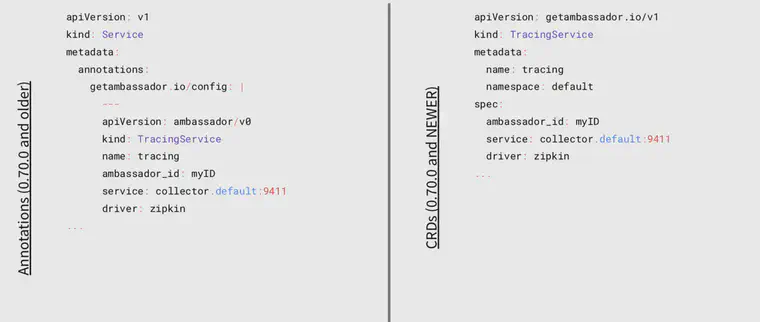 Annotations (0.70.0 and older)
apiVersion: v1
kind: Service
metadata:
  annotations:
    getambassador.io/config: |
      ---
      apiVersion: ambassador/v0
      kind: TracingService
      name: tracing
      ambassador_id: myID
      service: collector.default:9411
      driver: zipkin
...
CRDs (0.70.0 and NEWER)
apiVersion: getambassador.io/v1
kind: TracingService
metadata:
  name: tracing
  namespace: default
spec:
  ambassador_id: myID
  service: collector.default:9411
  driver: zipkin
...